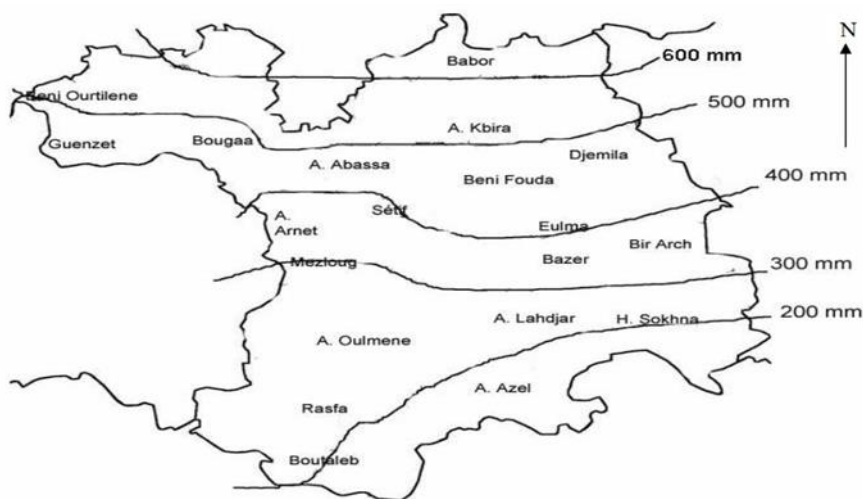 N
Babor
600 mm
Beni Ourtilene
500 mm
A. Kbira
Guenzet
Bougaa
A. Abassa
Djemila
Beni Fouda
400 mm
Sétif
A.
Arnet
Eulma
Bir Arch
Mezloug
Bazer
300 mm
A. Lahdjar
H. Sokhna
200 mm
A. Oulmene
A. Azel
Rasfa
Boutaleb